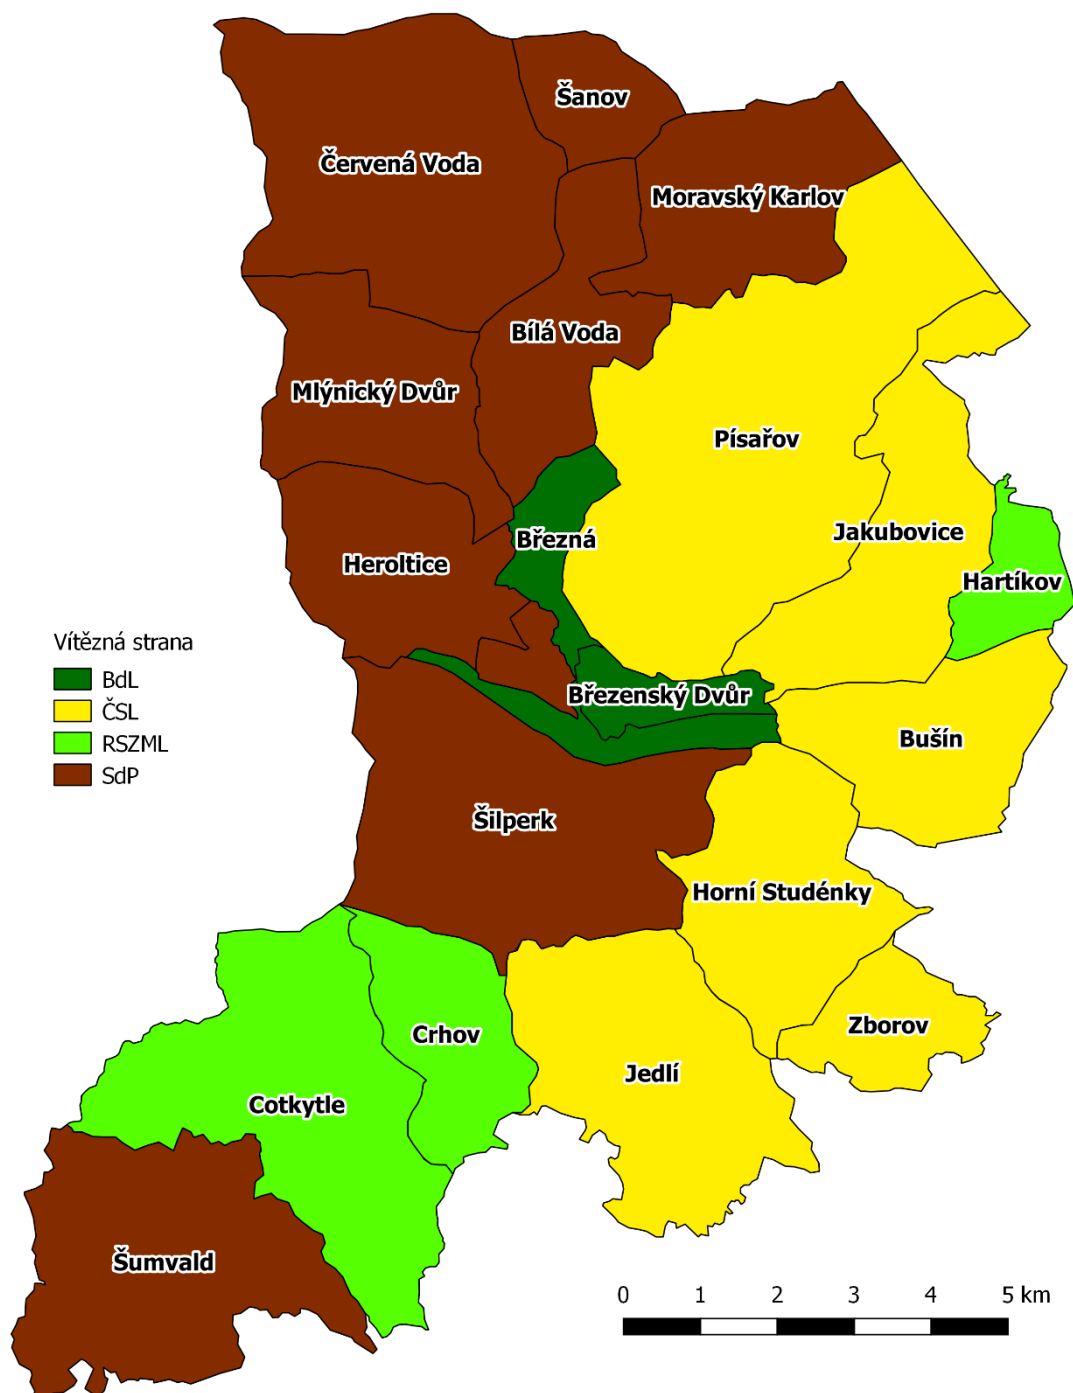 Šanov
Červená Voda
Moravský Karlov
Bílá Voda
Mlýnický Dvůr
Písařov
Březná
Jakubovice
Heroltice
Hartíkov
Vítězná strana
BdL
ČSL
RSZML
SdP
Březenský Dvůr
Bušín
Šilperk
Horní Studénky
Zborov
Crhov
Jedlí
Cotkytle
Šumvald
0 1 2 3 4 5 km